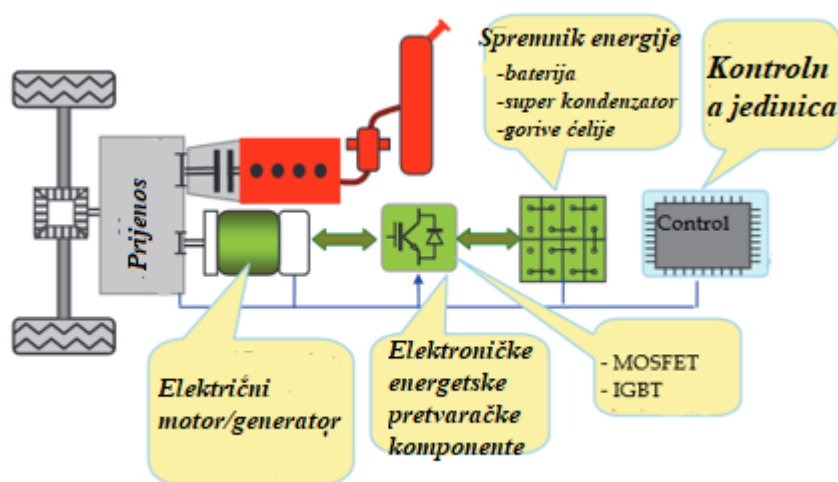 Spremnik energije
-baterija
-super kondenzator
-gorive ćelije
Kontroln
a jedinica
Prijenos
Control
Električni
motor/generator
Elektroničke
energetske
pretvaračke
komponente
- MOSFET
- IGBT